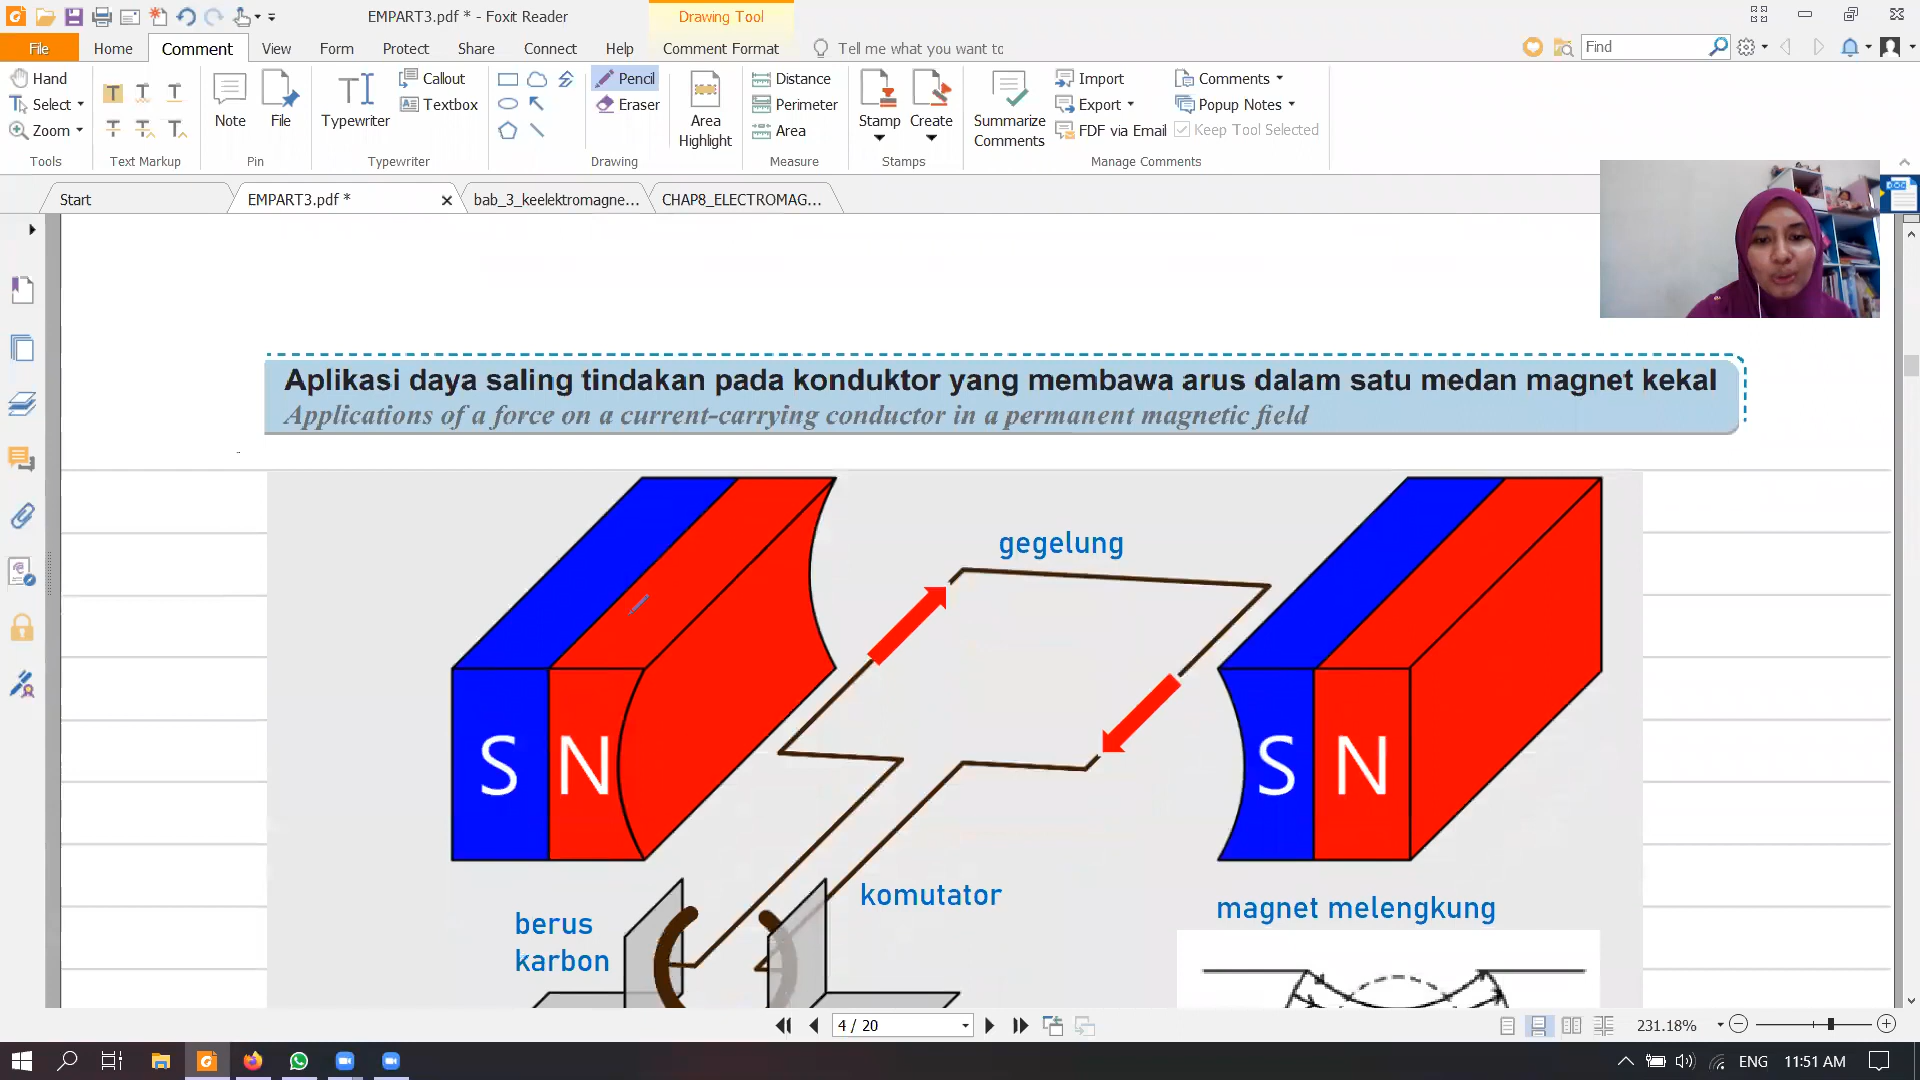 EMPART3.pdf * - Foxit Reader
Drawing Tool
File
Home
Comment
View
Form
Protect
Share
Connect
Help
Comment Format
Tell me what you want to
Find
Hand
Select
Zoom
Tools
Text Markup
Note
File
Pin
Typewriter
Callout
Textbox
Typewriter
Pencil
Eraser
Drawing
Area
Highlight
Distance
Perimeter
Area
Measure
Stamp
Create
Stamps
Summarize
Comments
Import
Export
FDF via Email
Comments
Popup Notes
Keep Tool Selected
Manage Comments
Start
EMPART3.pdf *
bab_3_keelektromagne...
CHAP8_ELECTROMAG...
Aplikasi daya saling tindakan pada konduktor yang membawa arus dalam satu medan magnet kekal
Applications of a force on a current-carrying conductor in a permanent magnetic field
gegelung
S N
S N
komutator
berus
karbon
magnet melengkung
4 / 20
231.18%
ENG
11:51 AM